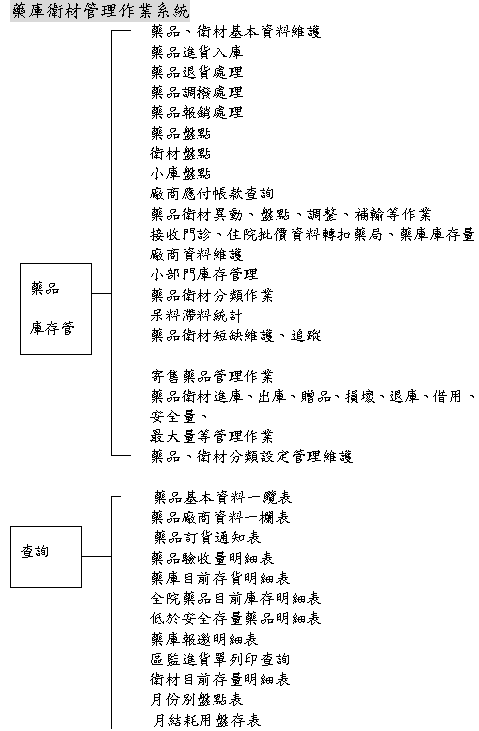 藥庫衛材管理作業系統
藥品、衛材基本資料維護
藥品進貨入庫
藥品退貨處理
藥品調撥處理
藥品報銷處理
藥品盤點
衛材盤點
小庫盤點
廠商應付帳款查詢
藥品衛材異動、盤點、調整、補輸等作業
接收門診、住院批價資料轉扣藥局、藥庫庫存量
廠商資料維護
小部門庫存管理
藥品衛材分類作業
呆料滯料統計
藥品衛材短缺維護、追蹤
寄售藥品管理作業
藥品衛材進庫、出庫、贈品、損壞、退庫、借用、
安全量、
最大量等管理作業
藥品、衛材分類設定管理維護
藥品
庫存管
藥品基本資料一覽表
藥品廠商資料一欄表
藥品訂貨通知表
藥品驗收量明細表
藥庫目前存貨明細表
全院藥品目前庫存明細表
低於安全存量藥品明細表
藥庫報邀明細表
區監進貨單列印查詢
衛材目前存量明細表
月份別盤點表
月結耗用盤存表
查詢